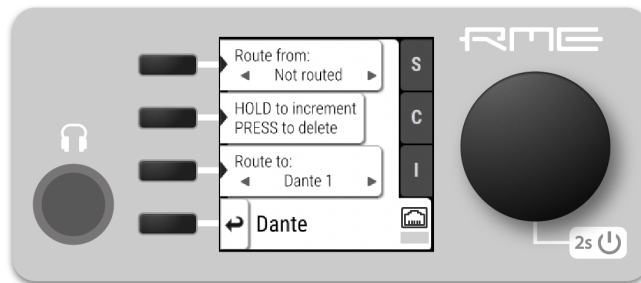 RME
Route from:
◄ Not routed ►
S
HOLD to increment
PRESS to delete
C
Route to:
◄ Dante 1 ►
I
Dante
2s